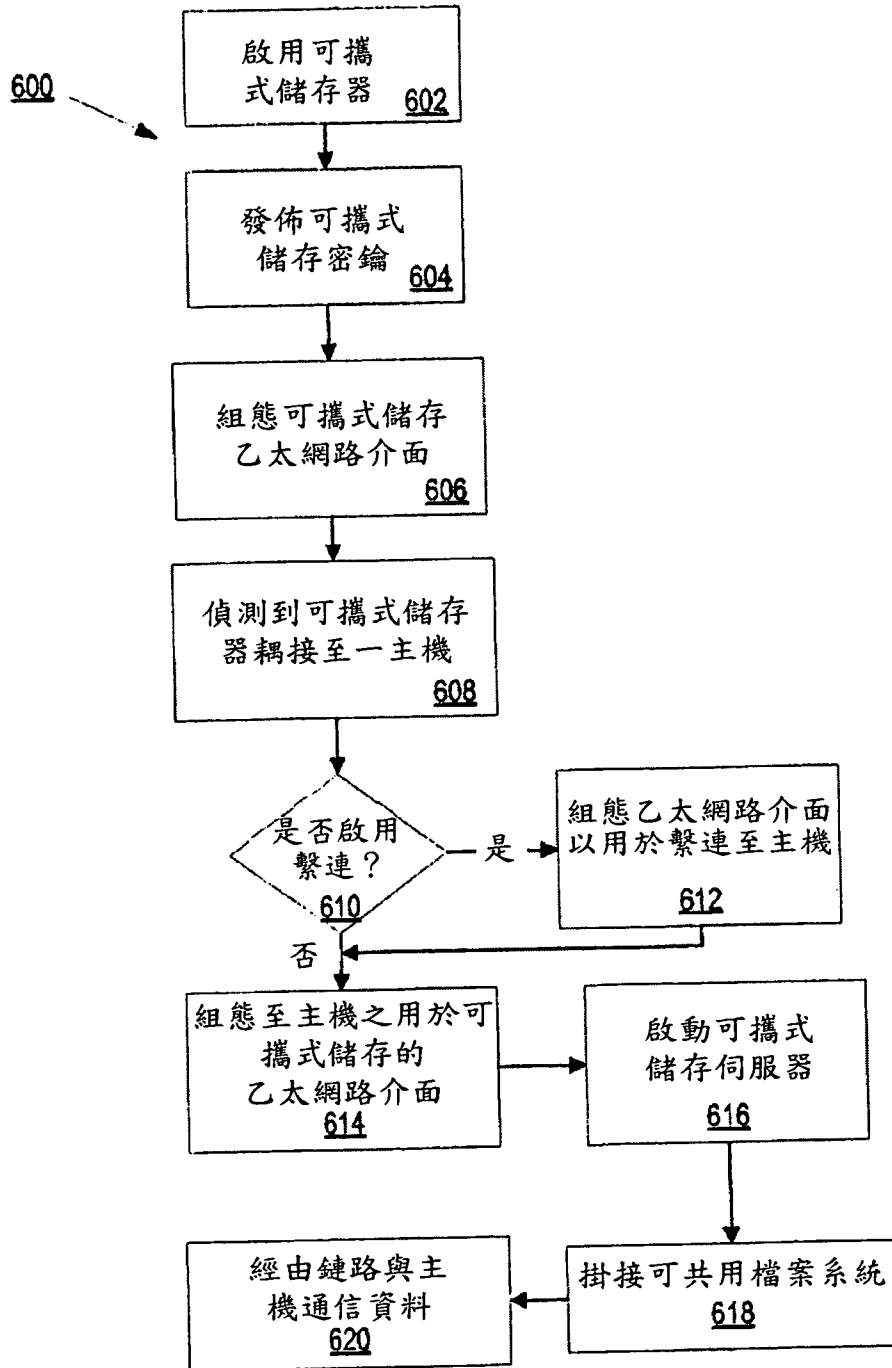 600
啟用可攜
式儲存器
602
發佈可攜式
儲存密鑰
604
組態可攜式儲存
乙太網路介面
606
偵測到可攜式儲存
器耦接至一主機
608
是否啟用
繫連？
610
是
組態乙太網路介面
以用於繫連至主機
612
否
組態至主機之用於可
攜式儲存的
乙太網路介面
614
啟動可攜式
儲存伺服器
616
掛接可共用檔案系統
618
經由鏈路與主
機通信資料
620